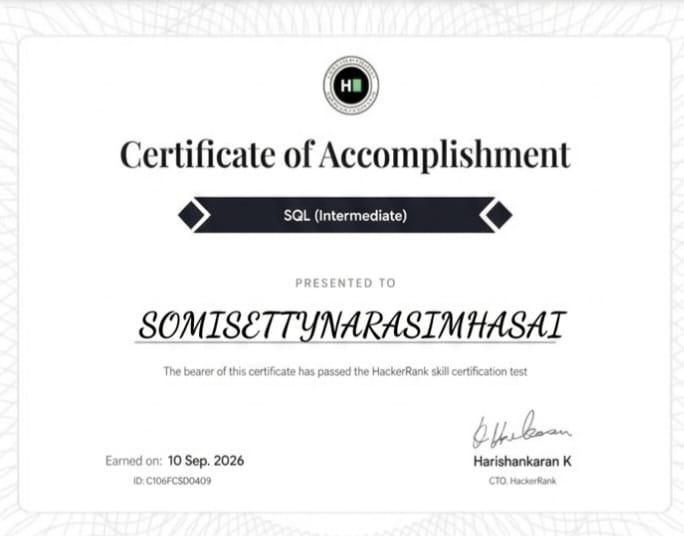 H
Certificate of Accomplishment
SQL (Intermediate)
PRESENTED TO
SOMISETTYNARASIMHASAI
The bearer of this certificate has passed the HackerRank skill certification test
Earned on: 10 Sep. 2026
ID: C106FCSD0409
Harishankaran K
CTO, HackerRank